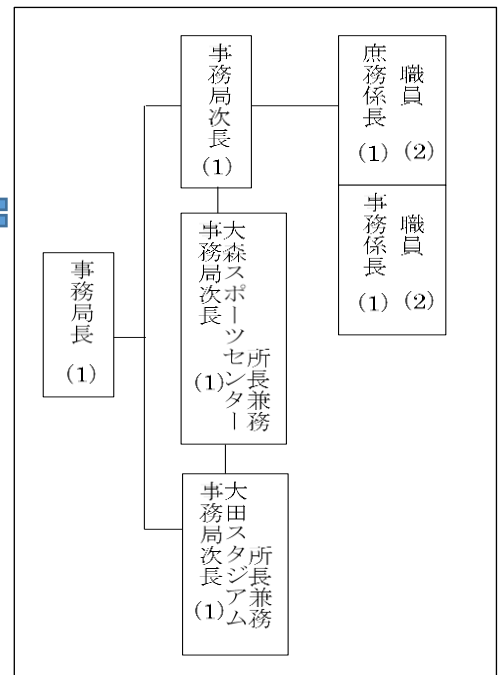 事務局長 (1)
事務局次長 (1)
職員 (2)
庶務係長 (1)
職員 (2)
事務係長 (1)
大森スポーツセンター
所長兼務
事務局次長 (1)
大田スタジアム
所長兼務
事務局次長 (1)